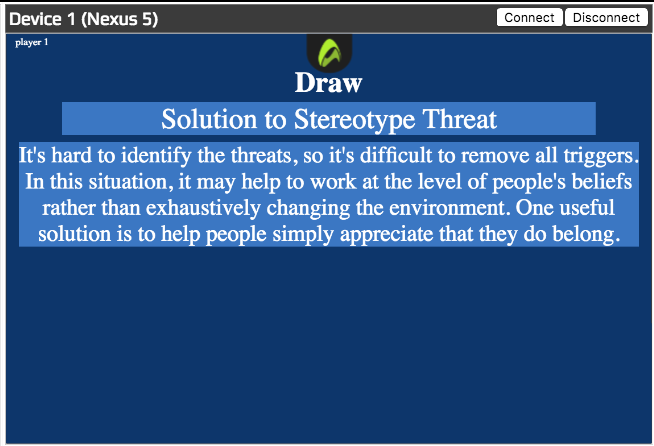 Device 1 (Nexus 5)
Connect
Disconnect
player 1
Draw
Solution to Stereotype Threat
It's hard to identify the threats, so it's difficult to remove all triggers.
In this situation, it may help to work at the level of people's beliefs
rather than exhaustively changing the environment. One useful
solution is to help people simply appreciate that they do belong.